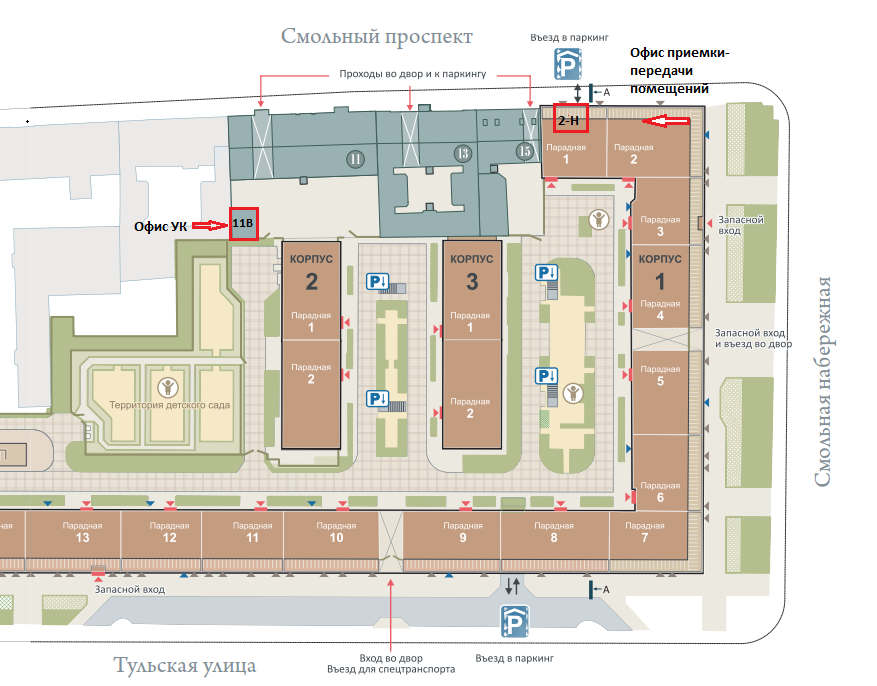 Смольный проспект
Въезд в паркинг
P
Офис приемки-
передачи
помещений
Проходы во двор и к паркингу
А
2-Н
11
13
15
Парадная
1
Парадная
2
Офис УК
11В
Парадная
3
Запасной
вход
КОРПУС
2
КОРПУС
3
КОРПУС
1
P
P
Парадная
1
Парадная
1
Парадная
4
Запасной вход
и въезд во двор
Смольная набережная
Парадная
2
Парадная
2
P
P
Парадная
5
Территория детского сада
Парадная
6
ная
Парадная
13
Парадная
12
Парадная
11
Парадная
10
Парадная
9
Парадная
8
Парадная
7
Запасной вход
А
P
Тульская улица
Вход во двор
Въезд для спецтранспорта
Въезд в паркинг